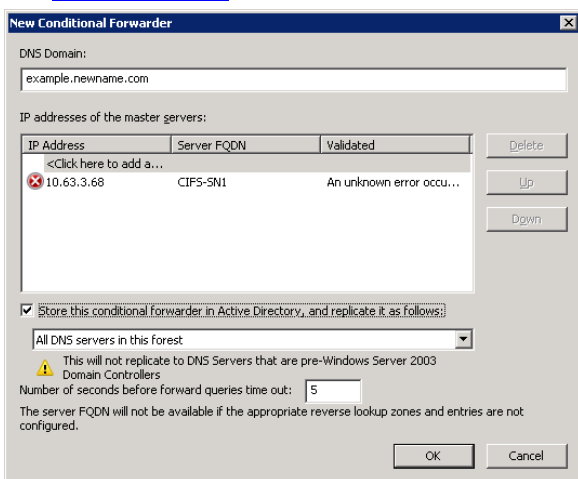 New Conditional Forwarder
DNS Domain:
example.newname.com
IP addresses of the master servers:
IP Address Server FQDN Validated
<Click here to add a...
10.63.3.68 CIFS-SN1 An unknown error occu...
Delete
Up
Down
Store this conditional forwarder in Active Directory, and replicate it as follows:
All DNS servers in this forest
This will not replicate to DNS Servers that are pre-Windows Server 2003
Domain Controllers
Number of seconds before forward queries time out: 5
The server FQDN will not be available if the appropriate reverse lookup zones and entries are not
configured.
OK Cancel